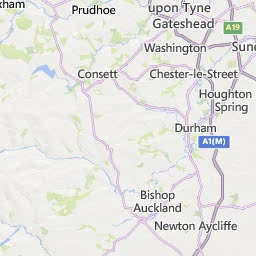 xham
Prudhoe
upon Tyne
Gateshead
A19
Washington
Sund
Consett
Chester-le-Street
Houghton
Spring
Durham
A1(M)
Bishop
Auckland
Newton Aycliffe